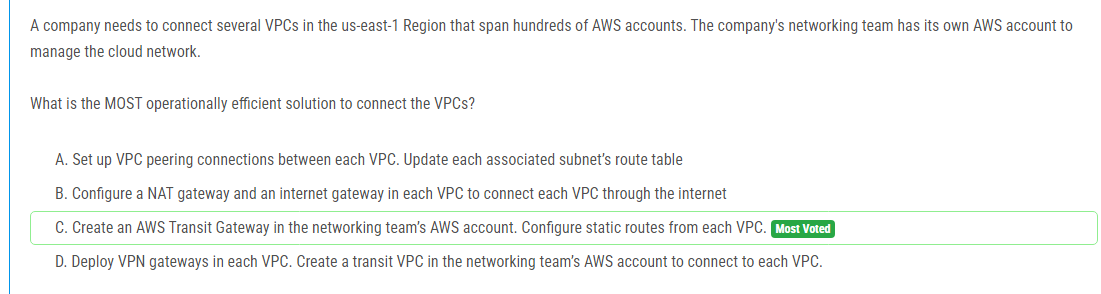 A company needs to connect several VPCs in the us-east-1 Region that span hundreds of AWS accounts. The company's networking team has its own AWS account to
manage the cloud network.
What is the MOST operationally efficient solution to connect the VPCs?
A. Set up VPC peering connections between each VPC. Update each associated subnet's route table
B. Configure a NAT gateway and an internet gateway in each VPC to connect each VPC through the internet
C. Create an AWS Transit Gateway in the networking team's AWS account. Configure static routes from each VPC. Most Voted
D. Deploy VPN gateways in each VPC. Create a transit VPC in the networking team's AWS account to connect to each VPC.